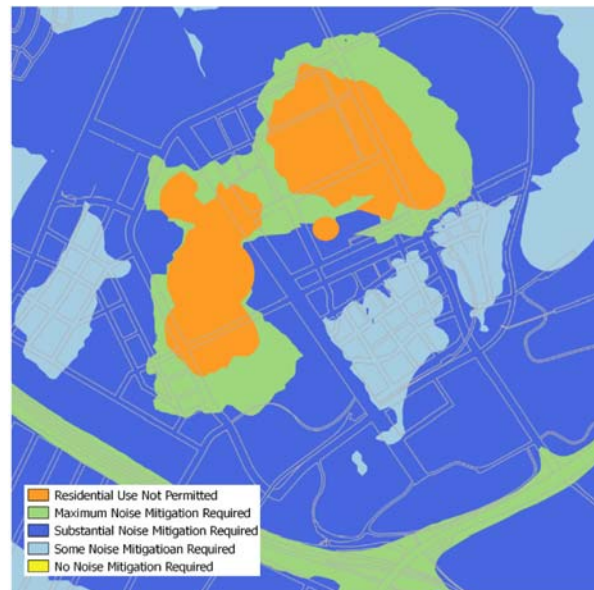 Residential Use Not Permitted
Maximum Noise Mitigation Required
Substantial Noise Mitigation Required
Some Noise Mitigatioan Required
No Noise Mitigation Required